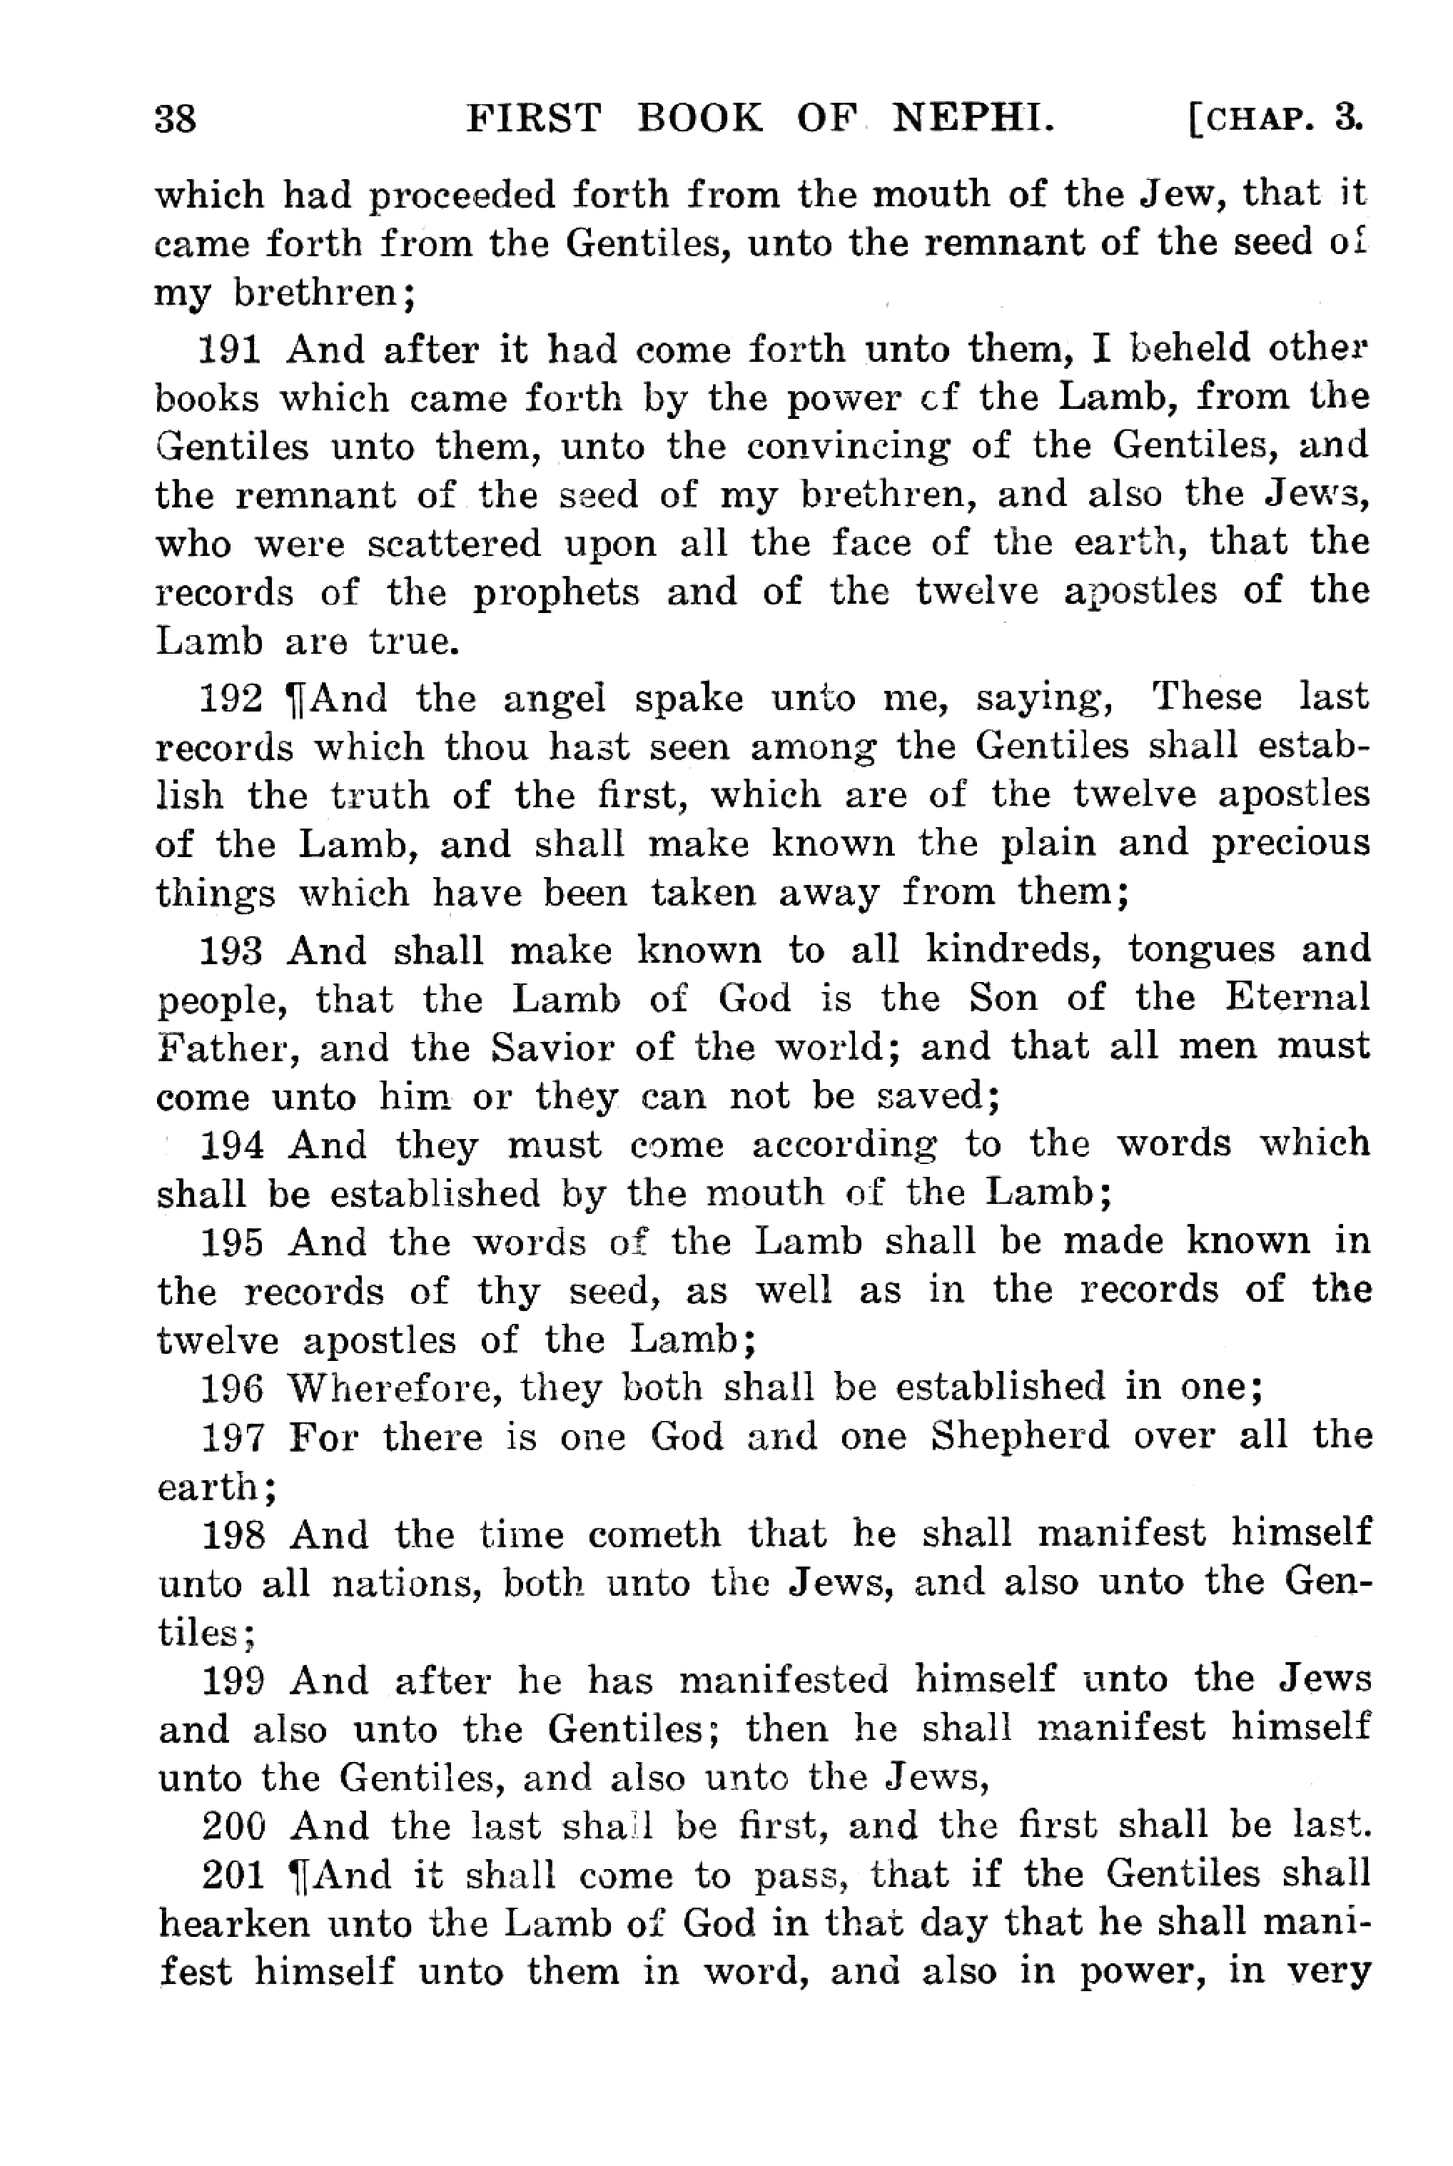 38 FIRST BOOK OF NEPHI. [CHAP. 3.
which had proceeded forth from the mouth of the Jew, that it
came forth from the Gentiles, unto the remnant of the seed of
my brethren;
191 And after it had come forth unto them, I beheld other
books which came forth by the power of the Lamb, from the
Gentiles unto them, unto the convincing of the Gentiles, and
the remnant of the seed of my brethren, and also the Jews,
who were scattered upon all the face of the earth, that the
records of the prophets and of the twelve apostles of the
Lamb are true.
192 ¶And the angel spake unto me, saying, These last
records which thou hast seen among the Gentiles shall estab-
lish the truth of the first, which are of the twelve apostles
of the Lamb, and shall make known the plain and precious
things which have been taken away from them;
193 And shall make known to all kindreds, tongues and
people, that the Lamb of God is the Son of the Eternal
Father, and the Savior of the world; and that all men must
come unto him or they can not be saved;
194 And they must come according to the words which
shall be established by the mouth of the Lamb;
195 And the words of the Lamb shall be made known in
the records of thy seed, as well as in the records of the
twelve apostles of the Lamb;
196 Wherefore, they both shall be established in one;
197 For there is one God and one Shepherd over all the
earth;
198 And the time cometh that he shall manifest himself
unto all nations, both unto the Jews, and also unto the Gen-
tiles;
199 And after he has manifested himself unto the Jews
and also unto the Gentiles; then he shall manifest himself
unto the Gentiles, and also unto the Jews,
200 And the last shall be first, and the first shall be last.
201 ¶And it shall come to pass, that if the Gentiles shall
hearken unto the Lamb of God in that day that he shall mani-
fest himself unto them in word, and also in power, in very